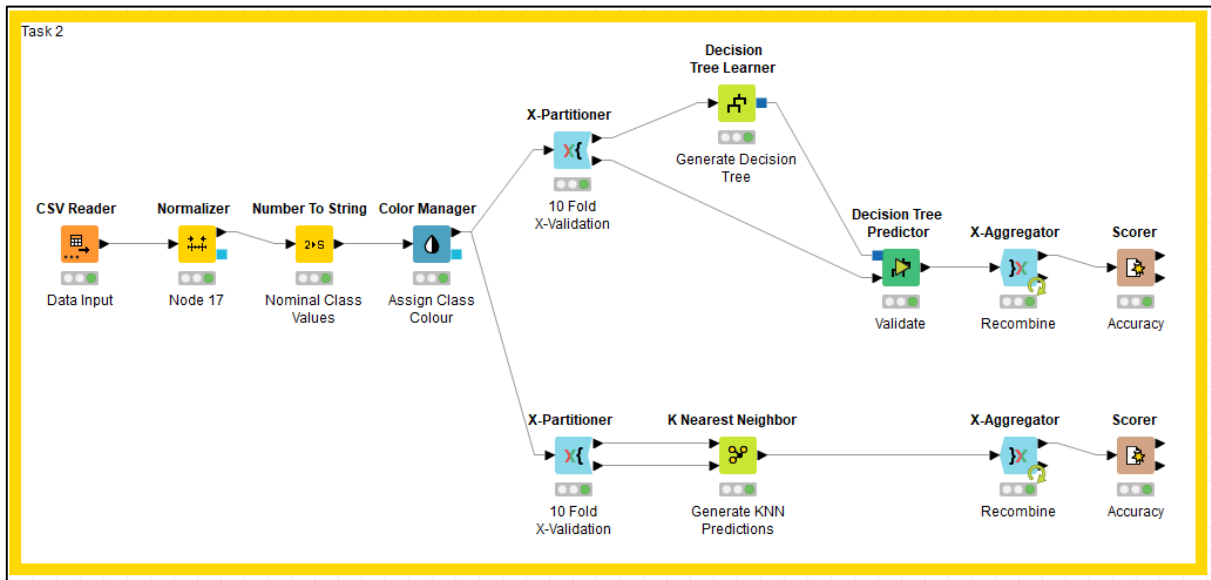 Task 2
Decision
Tree Learner
X-Partitioner
Generate Decision
Tree
10 Fold
X-Validation
CSV Reader
Normalizer
Number To String
Color Manager
2▸S
Data Input
Node 17
Nominal Class
Values
Assign Class
Colour
Decision Tree
Predictor
X-Aggregator
Scorer
Validate
Recombine
Accuracy
X-Partitioner
K Nearest Neighbor
X-Aggregator
Scorer
10 Fold
X-Validation
Generate KNN
Predictions
Recombine
Accuracy